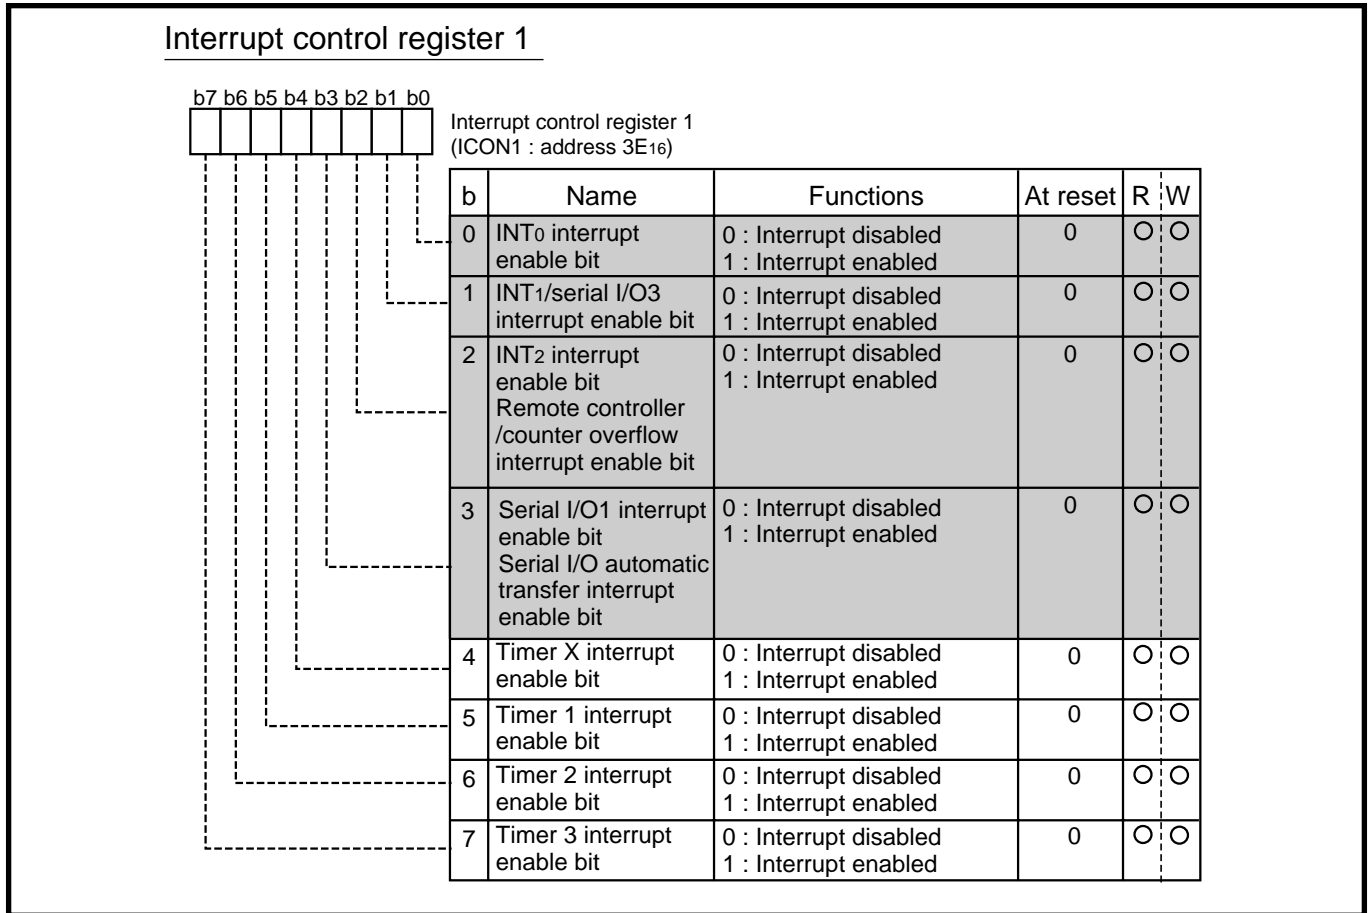 Interrupt control register 1
b7 b6 b5 b4 b3 b2 b1 b0
Interrupt control register 1
(ICON1 : address 3E16)
b Name Functions At reset R W
0 INT0 interrupt 0 : Interrupt disabled 0 O O
enable bit 1 : Interrupt enabled
1 INT1/serial I/O3 0 : Interrupt disabled 0 O O
interrupt enable bit 1 : Interrupt enabled
2 INT2 interrupt 0 : Interrupt disabled 0 O O
enable bit 1 : Interrupt enabled
Remote controller
/counter overflow
interrupt enable bit
3 Serial I/O1 interrupt 0 : Interrupt disabled 0 O O
enable bit 1 : Interrupt enabled
Serial I/O automatic
transfer interrupt
enable bit
4 Timer X interrupt 0 : Interrupt disabled 0 O O
enable bit 1 : Interrupt enabled
5 Timer 1 interrupt 0 : Interrupt disabled 0 O O
enable bit 1 : Interrupt enabled
6 Timer 2 interrupt 0 : Interrupt disabled 0 O O
enable bit 1 : Interrupt enabled
7 Timer 3 interrupt 0 : Interrupt disabled 0 O O
enable bit 1 : Interrupt enabled